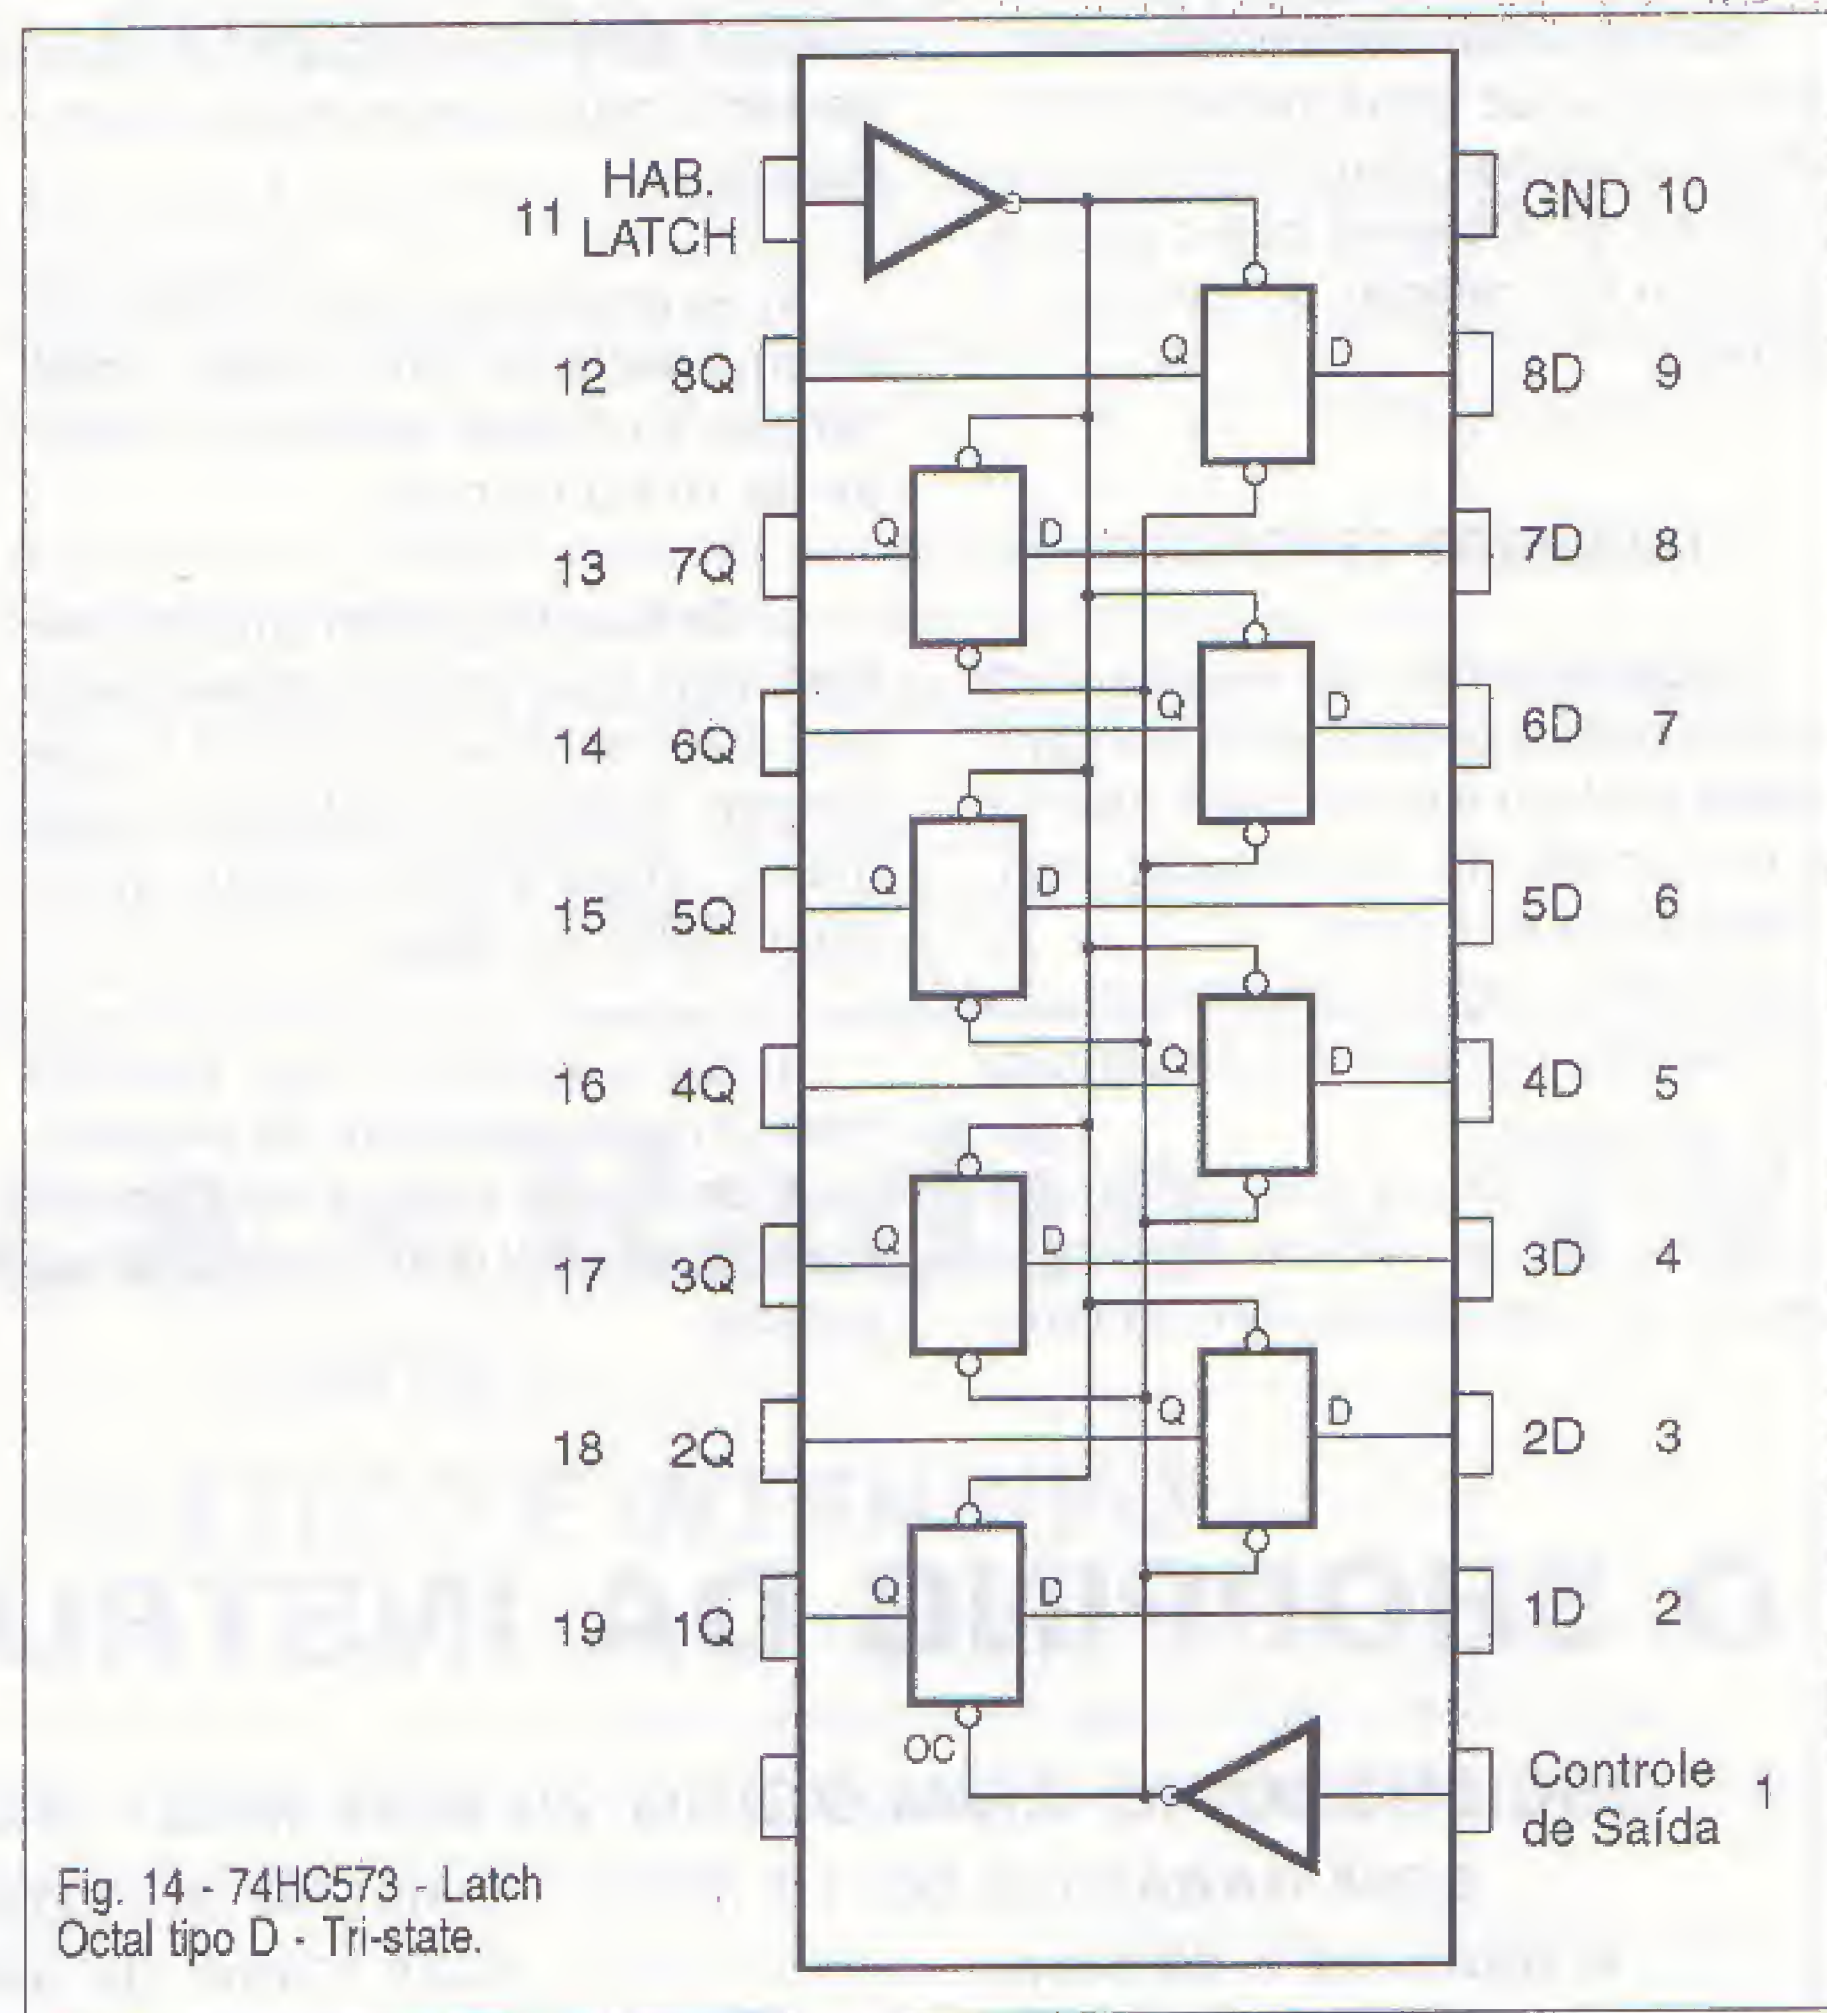 HAB.
11 LATCH
GND 10
12 8Q
Q D
8D 9
13 7Q
Q D
7D 8
14 6Q
Q D
6D 7
15 5Q
Q D
5D 6
16 4Q
Q D
4D 5
17 3Q
Q D
3D 4
18 2Q
Q D
2D 3
19 1Q
Q D
1D 2
OC
Controle 1
de Saída
Fig. 14 - 74HC573 - Latch
Octal tipo D - Tri-state.